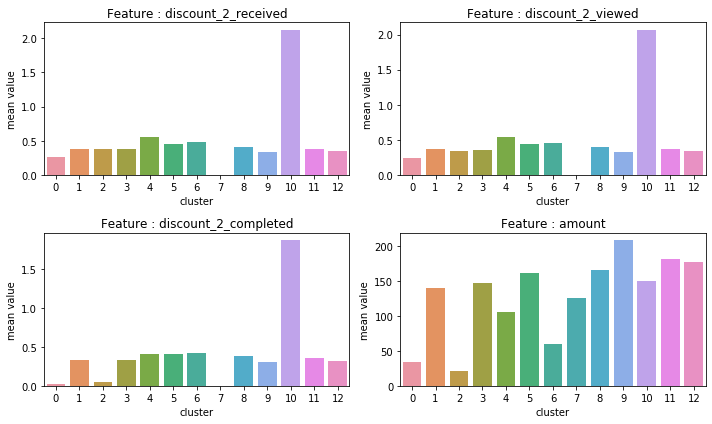 Feature : discount_2_received
mean value
2.0
1.5
1.0
0.5
0.0
0 1 2 3 4 5 6 7 8 9 10 11 12
cluster
Feature : discount_2_viewed
mean value
2.0
1.5
1.0
0.5
0.0
0 1 2 3 4 5 6 7 8 9 10 11 12
cluster
Feature : discount_2_completed
mean value
1.5
1.0
0.5
0.0
0 1 2 3 4 5 6 7 8 9 10 11 12
cluster
Feature : amount
mean value
200
150
100
50
0
0 1 2 3 4 5 6 7 8 9 10 11 12
cluster